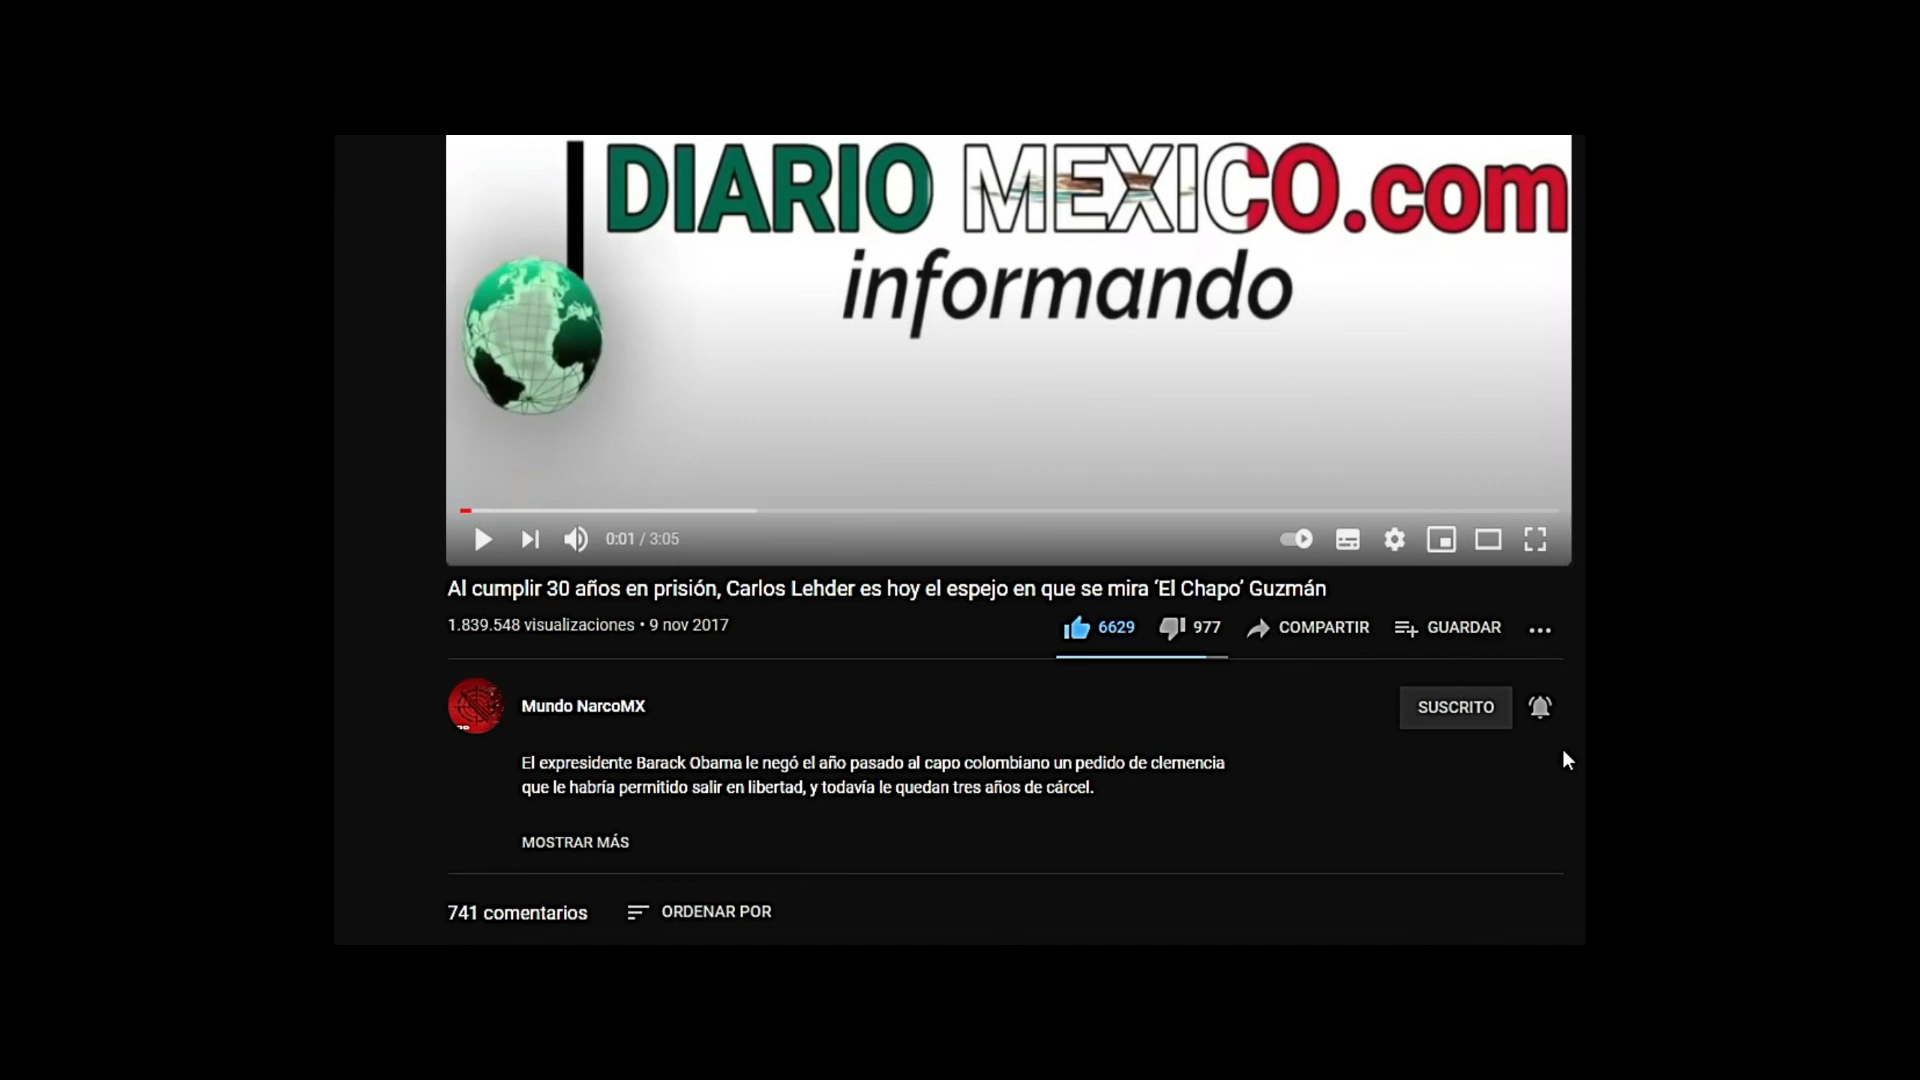 DIARIO MEXICO.com
informando
0:01 / 3:05
Al cumplir 30 años en prisión, Carlos Lehder es hoy el espejo en que se mira ‘El Chapo’ Guzmán
1.839.548 visualizaciones • 9 nov 2017
6629 977 COMPARTIR GUARDAR
Mundo NarcoMX
SUSCRITO
El expresidente Barack Obama le negó el año pasado al capo colombiano un pedido de clemencia
que le habría permitido salir en libertad, y todavía le quedan tres años de cárcel.
MOSTRAR MÁS
741 comentarios ORDENAR POR